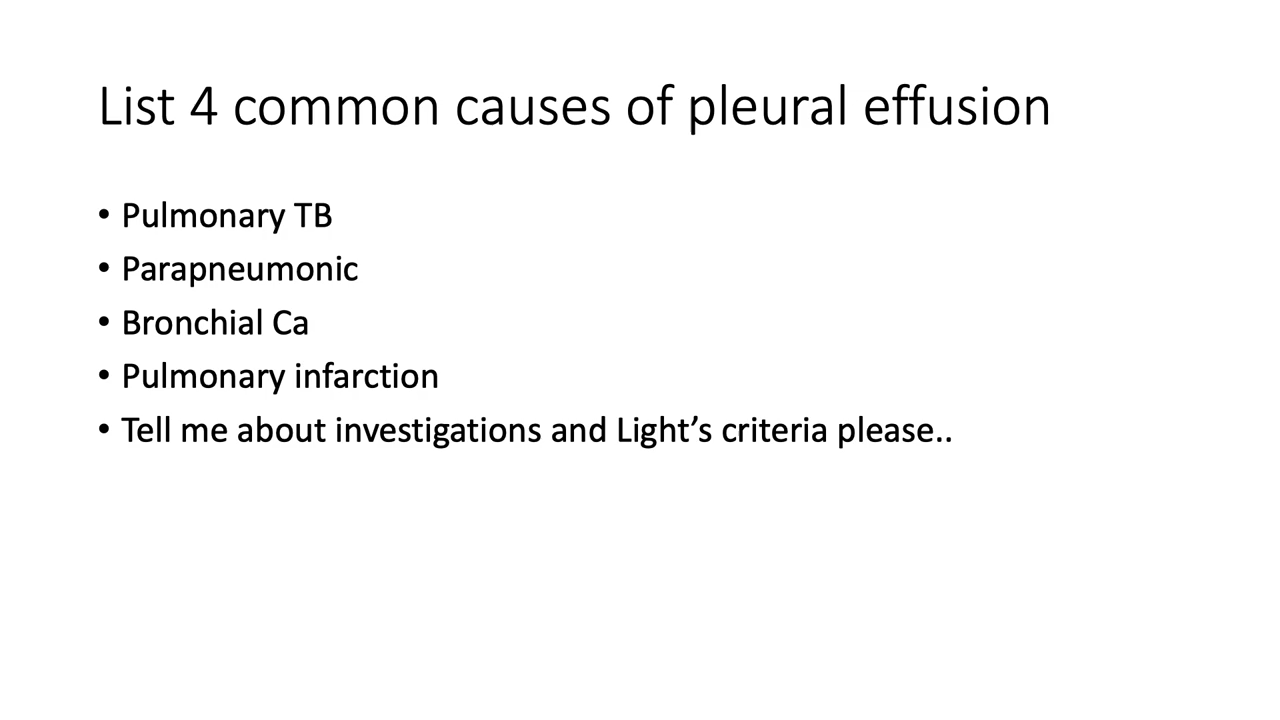 List 4 common causes of pleural effusion
• Pulmonary TB
• Parapneumonic
• Bronchial Ca
• Pulmonary infarction
• Tell me about investigations and Light’s criteria please..